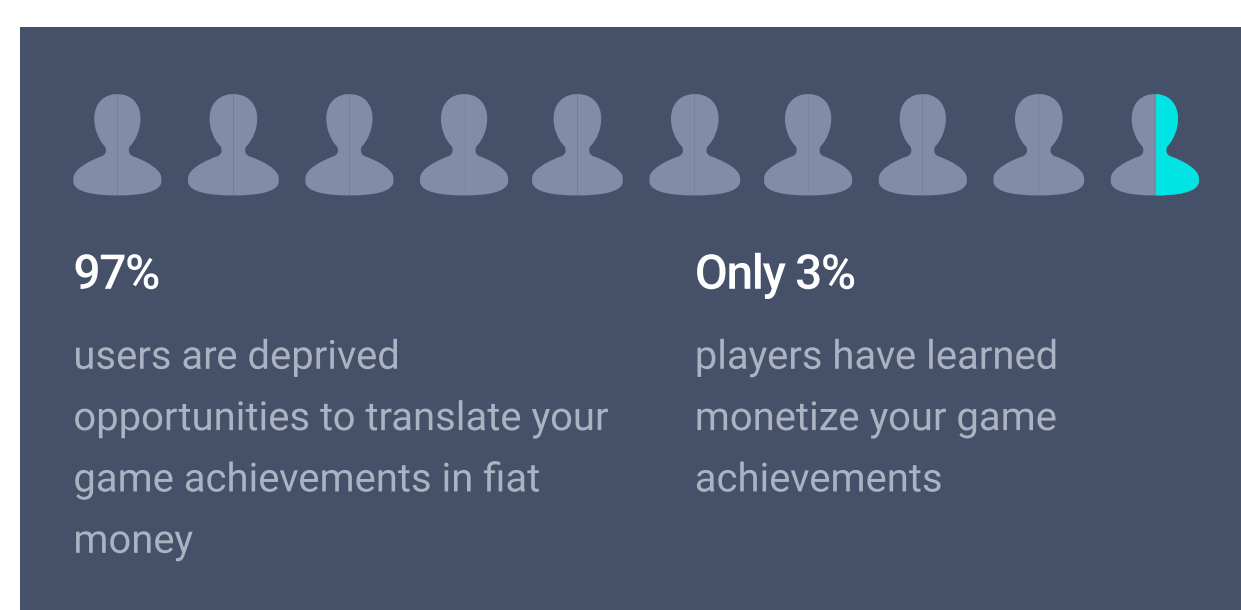 97%
users are deprived
opportunities to translate your
game achievements in fiat
money
Only 3%
players have learned
monetize your game
achievements